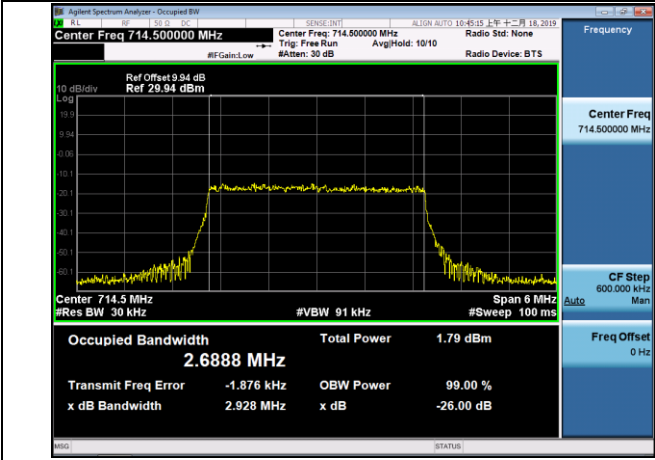 Agilent Spectrum Analyzer - Occupied BW
RL RF 50 Ω DC SENSE:INT ALIGN AUTO 10:45:15 上午 十二月 18, 2019
Center Freq 714.500000 MHz Center Freq: 714.500000 MHz Radio Std: None
Trig: Free Run Avg|Hold: 10/10
#IFGain:Low #Atten: 30 dB Radio Device: BTS
Ref Offset 9.94 dB
10 dB/div Ref 29.94 dBm
Log
19.9
9.94
-0.06
-10.1
-20.1
-30.1
-40.1
-50.1
-60.1
Center 714.5 MHz Span 6 MHz
#Res BW 30 kHz #VBW 91 kHz #Sweep 100 ms
Occupied Bandwidth Total Power 1.79 dBm
2.6888 MHz
Transmit Freq Error -1.876 kHz OBW Power 99.00 %
x dB Bandwidth 2.928 MHz x dB -26.00 dB
MSG STATUS
Frequency
Center Freq
714.500000 MHz
CF Step
600.000 kHz
Auto Man
Freq Offset
0 Hz